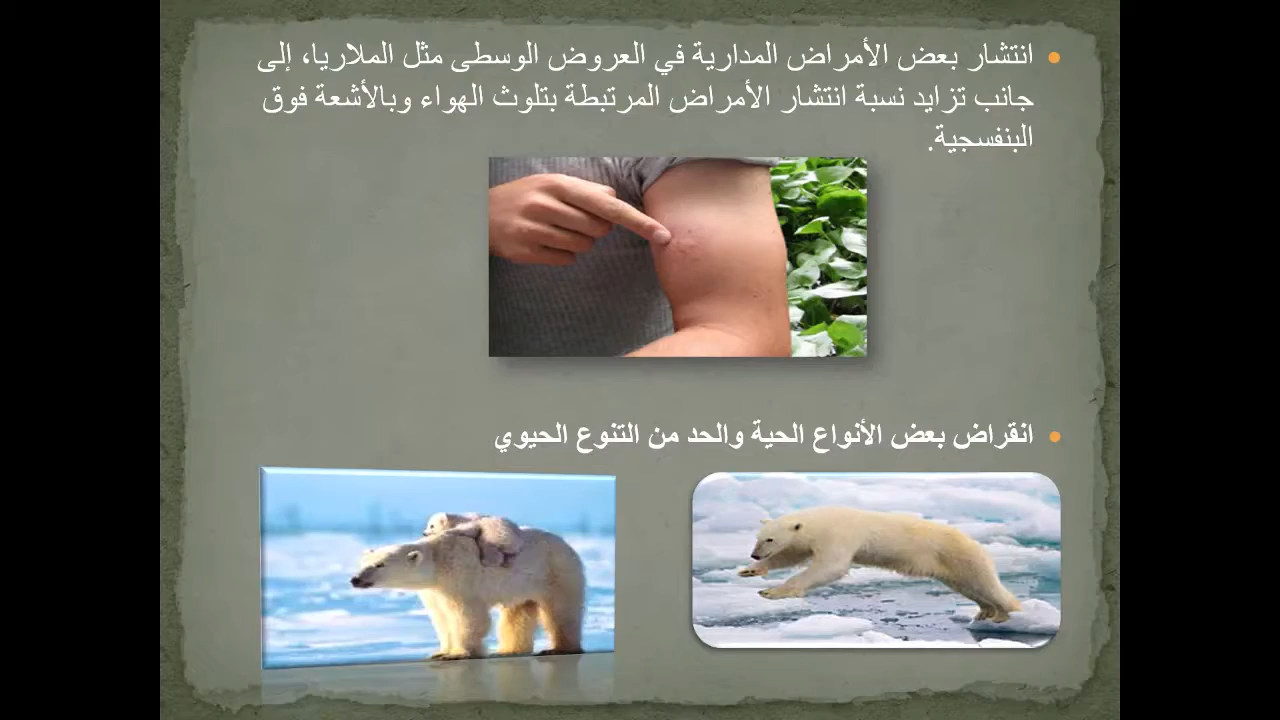 • انتشار بعض الأمراض المدارية في العروض الوسطى مثل الملاريا، إلى
جانب تزايد نسبة انتشار الأمراض المرتبطة بتلوث الهواء وبالأشعة فوق
البنفسجية.
• انقراض بعض الأنواع الحية والحد من التنوع الحيوي